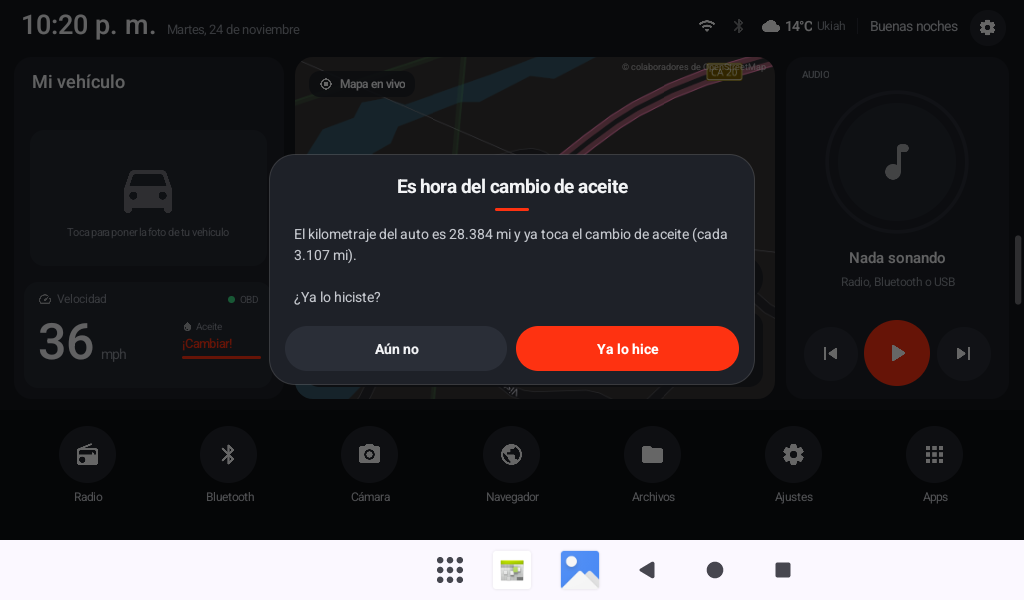 10:20 p. m. Martes, 24 de noviembre
14°C Ukiah
Buenas noches
Mi vehículo
Toca para poner la foto de tu vehículo
Velocidad
OBD
36 mph
Aceite
¡Cambiar!
Mapa en vivo
© colaboradores de OpenStreetMap
CA 20
Es hora del cambio de aceite
El kilometraje del auto es 28.384 mi y ya toca el cambio de aceite (cada
3.107 mi).
¿Ya lo hiciste?
Aún no
Ya lo hice
AUDIO
Nada sonando
Radio, Bluetooth o USB
Radio
Bluetooth
Cámara
Navegador
Archivos
Ajustes
Apps